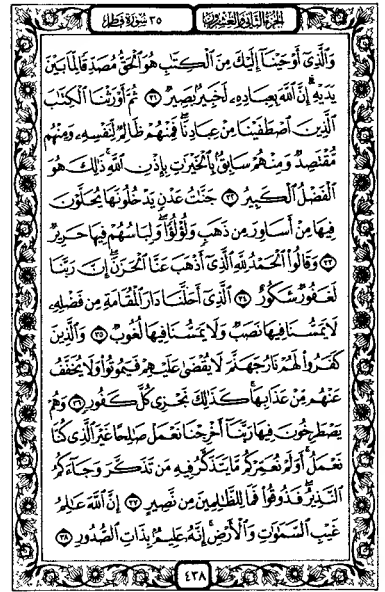 الجزء الثاني والعشرون
٣٥ سورة فاطر
وَٱلَّذِىٓ أَوْحَيْنَآ إِلَيْكَ مِنَ ٱلْكِتَٰبِ هُوَ ٱلْحَقُّ مُصَدِّقًا لِّمَا بَيْنَ
يَدَيْهِ ۗ إِنَّ ٱللَّهَ بِعِبَادِهِۦ لَخَبِيرٌۢ بَصِيرٌ ٣١ ثُمَّ أَوْرَثْنَا ٱلْكِتَٰبَ
ٱلَّذِينَ ٱصْطَفَيْنَا مِنْ عِبَادِنَا ۖ فَمِنْهُمْ ظَالِمٌ لِّنَفْسِهِۦ وَمِنْهُم
مُّقْتَصِدٌ وَمِنْهُمْ سَابِقٌۢ بِٱلْخَيْرَٰتِ بِإِذْنِ ٱللَّهِ ۚ ذَٰلِكَ هُوَ
ٱلْفَضْلُ ٱلْكَبِيرُ ٣٢ جَنَّٰتُ عَدْنٍ يَدْخُلُونَهَا يُحَلَّوْنَ
فِيهَا مِنْ أَسَاوِرَ مِن ذَهَبٍ وَلُؤْلُؤًا ۖ وَلِبَاسُهُمْ فِيهَا حَرِيرٌ
٣٣ وَقَالُوا۟ ٱلْحَمْدُ لِلَّهِ ٱلَّذِىٓ أَذْهَبَ عَنَّا ٱلْحَزَنَ ۖ إِنَّ رَبَّنَا
لَغَفُورٌ شَكُورٌ ٣٤ ٱلَّذِىٓ أَحَلَّنَا دَارَ ٱلْمُقَامَةِ مِن فَضْلِهِۦ
لَا يَمَسُّنَا فِيهَا نَصَبٌ وَلَا يَمَسُّنَا فِيهَا لُغُوبٌ ٣٥ وَٱلَّذِينَ
كَفَرُوا۟ لَهُمْ نَارُ جَهَنَّمَ لَا يُقْضَىٰ عَلَيْهِمْ فَيَمُوتُوا۟ وَلَا يُخَفَّفُ
عَنْهُم مِّنْ عَذَابِهَا ۚ كَذَٰلِكَ نَجْزِى كُلَّ كَفُورٍ ٣٦ وَهُمْ
يَصْطَرِخُونَ فِيهَا رَبَّنَآ أَخْرِجْنَا نَعْمَلْ صَٰلِحًا غَيْرَ ٱلَّذِى كُنَّا
نَعْمَلُ ۚ أَوَلَمْ نُعَمِّرْكُم مَّا يَتَذَكَّرُ فِيهِ مَن تَذَكَّرَ وَجَآءَكُمُ
ٱلنَّذِيرُ ۖ فَذُوقُوا۟ فَمَا لِلظَّٰلِمِينَ مِن نَّصِيرٍ ٣٧ إِنَّ ٱللَّهَ عَٰلِمُ
غَيْبِ ٱلسَّمَٰوَٰتِ وَٱلْأَرْضِ ۚ إِنَّهُۥ عَلِيمٌۢ بِذَاتِ ٱلصُّدُورِ ٣٨
٤٣٨